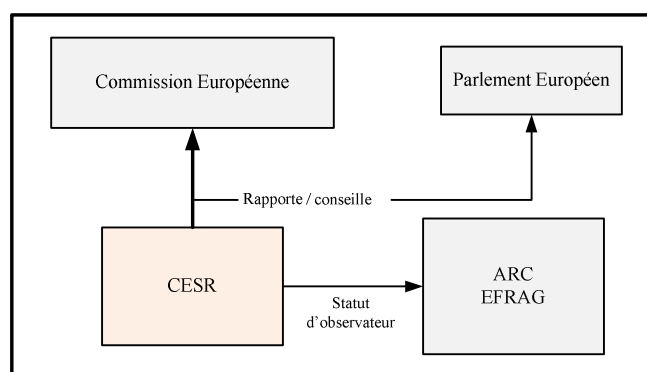 Commission Européenne
Parlement Européen
Rapporte / conseille
CESR
Statut
d’observateur
ARC
EFRAG